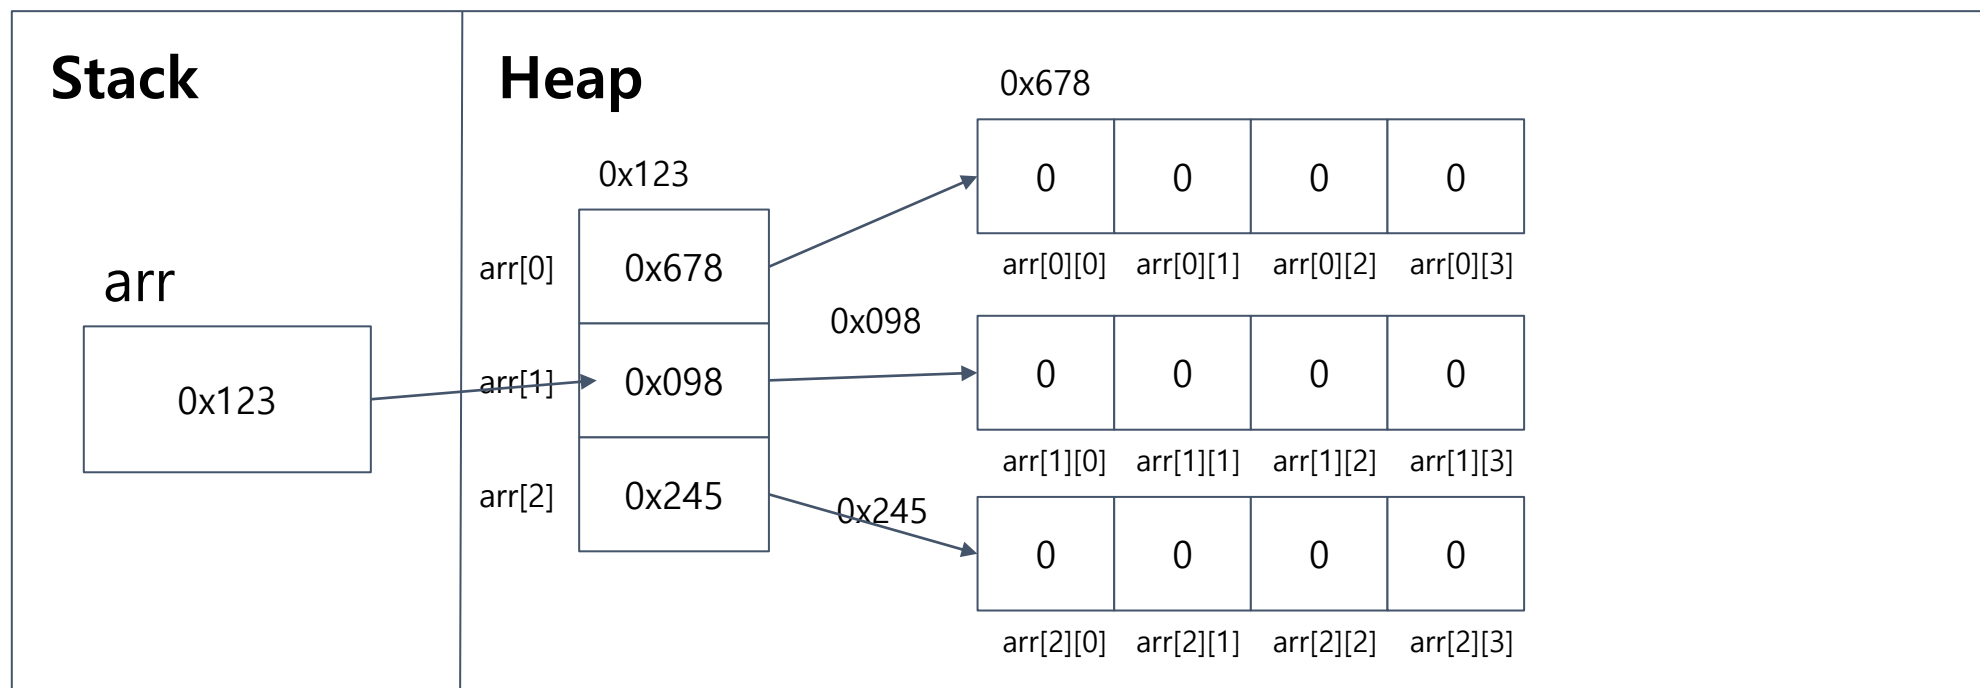 Stack
Heap
0x678
0x123
0 0 0 0
arr[0] 0x678
arr[0][0] arr[0][1] arr[0][2] arr[0][3]
arr
0x098
0x123
arr[1] 0x098
0 0 0 0
arr[1][0] arr[1][1] arr[1][2] arr[1][3]
arr[2] 0x245
0x245
0 0 0 0
arr[2][0] arr[2][1] arr[2][2] arr[2][3]